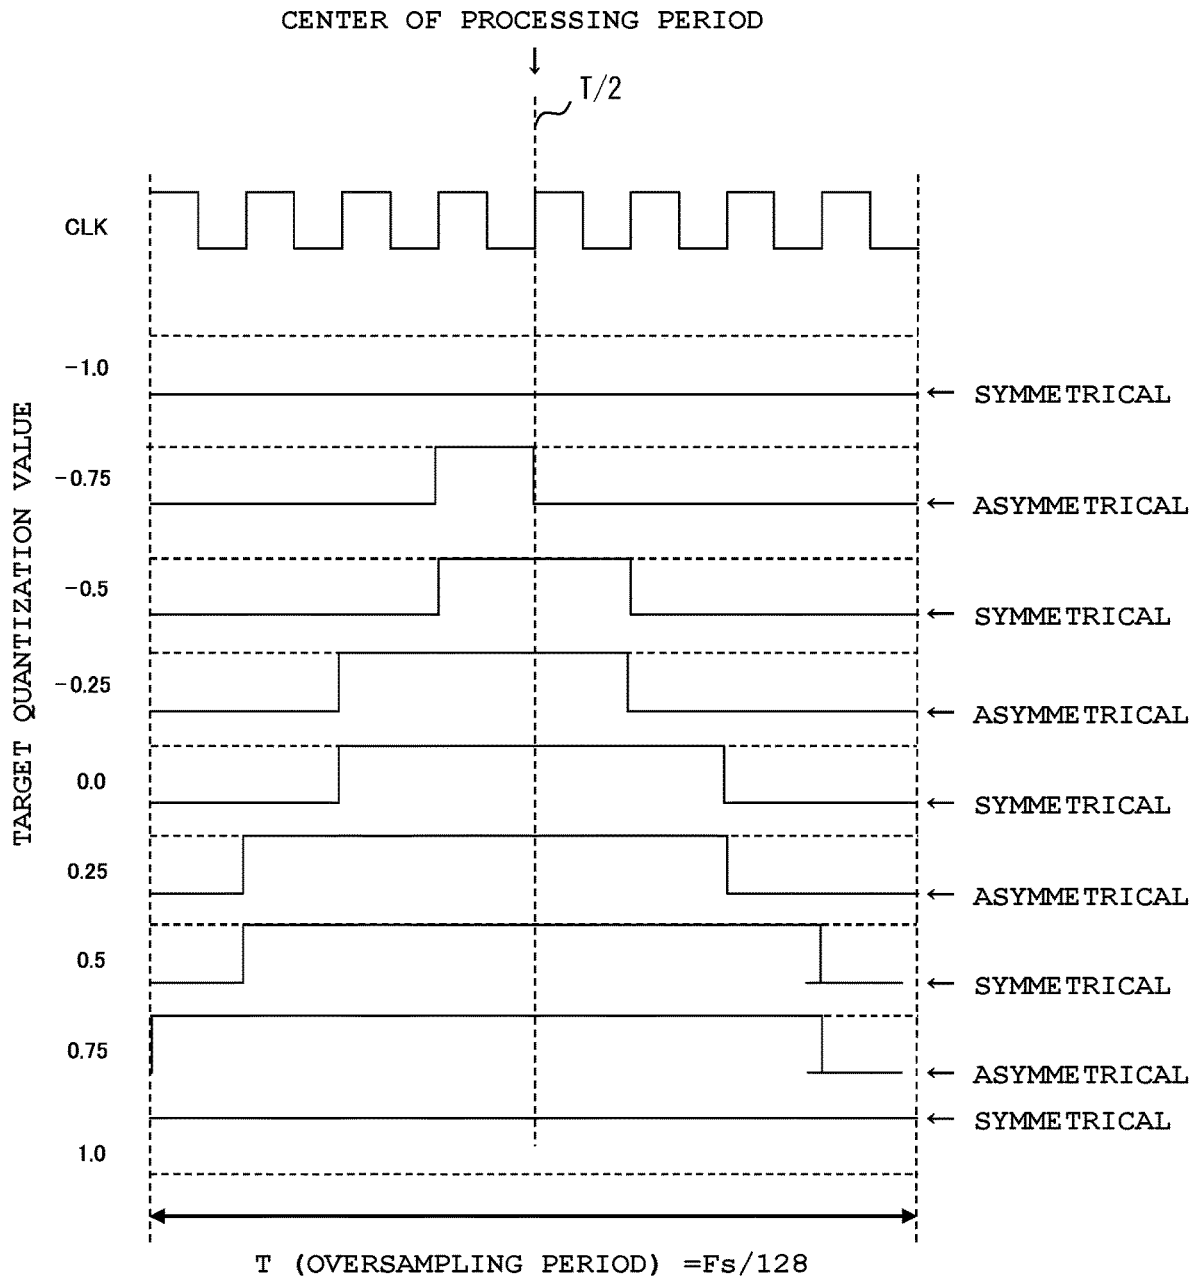 CENTER OF PROCESSING PERIOD
T/2
CLK
TARGET QUANTIZATION VALUE
-1.0
← SYMMETRICAL
-0.75
← ASYMMETRICAL
-0.5
← SYMMETRICAL
-0.25
← ASYMMETRICAL
0.0
← SYMMETRICAL
0.25
← ASYMMETRICAL
0.5
← SYMMETRICAL
0.75
← ASYMMETRICAL
← SYMMETRICAL
1.0
T (OVERSAMPLING PERIOD) =Fs/128